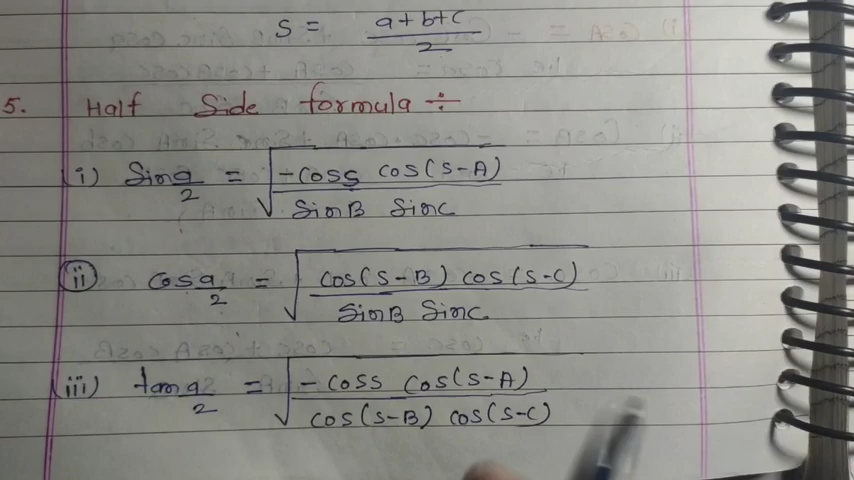 S = a+b+c / 2
5. Half Side formula ÷
(i) Sin a/2 = √(-cosS cos(S-A) / SinB SinC)
(ii) cos a/2 = √(cos(S-B) cos(S-C) / SinB SinC)
(iii) tan a/2 = √(-cosS cos(S-A) / cos(S-B) cos(S-C))